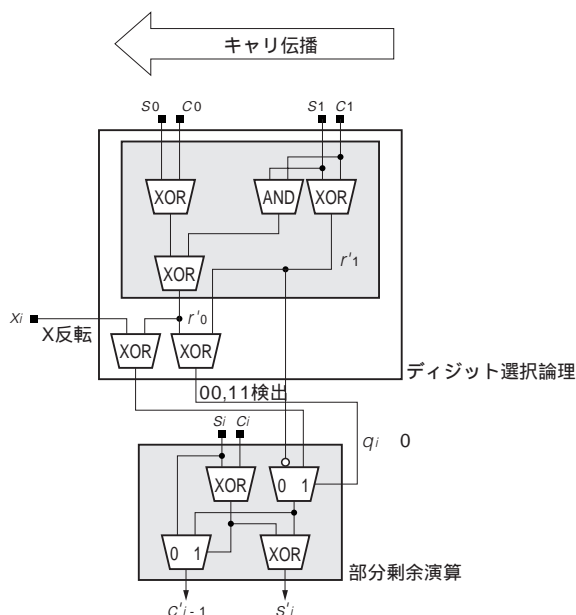 キャリ伝播
S0 C0 S1 C1
XOR AND XOR
XOR
r'1
Xi
X反転
r'0
XOR XOR
ディジット選択論理
00,11検出
Si Ci
qi 0
XOR 0 1
0 1 XOR
部分剰余演算
C'i-1 S'i